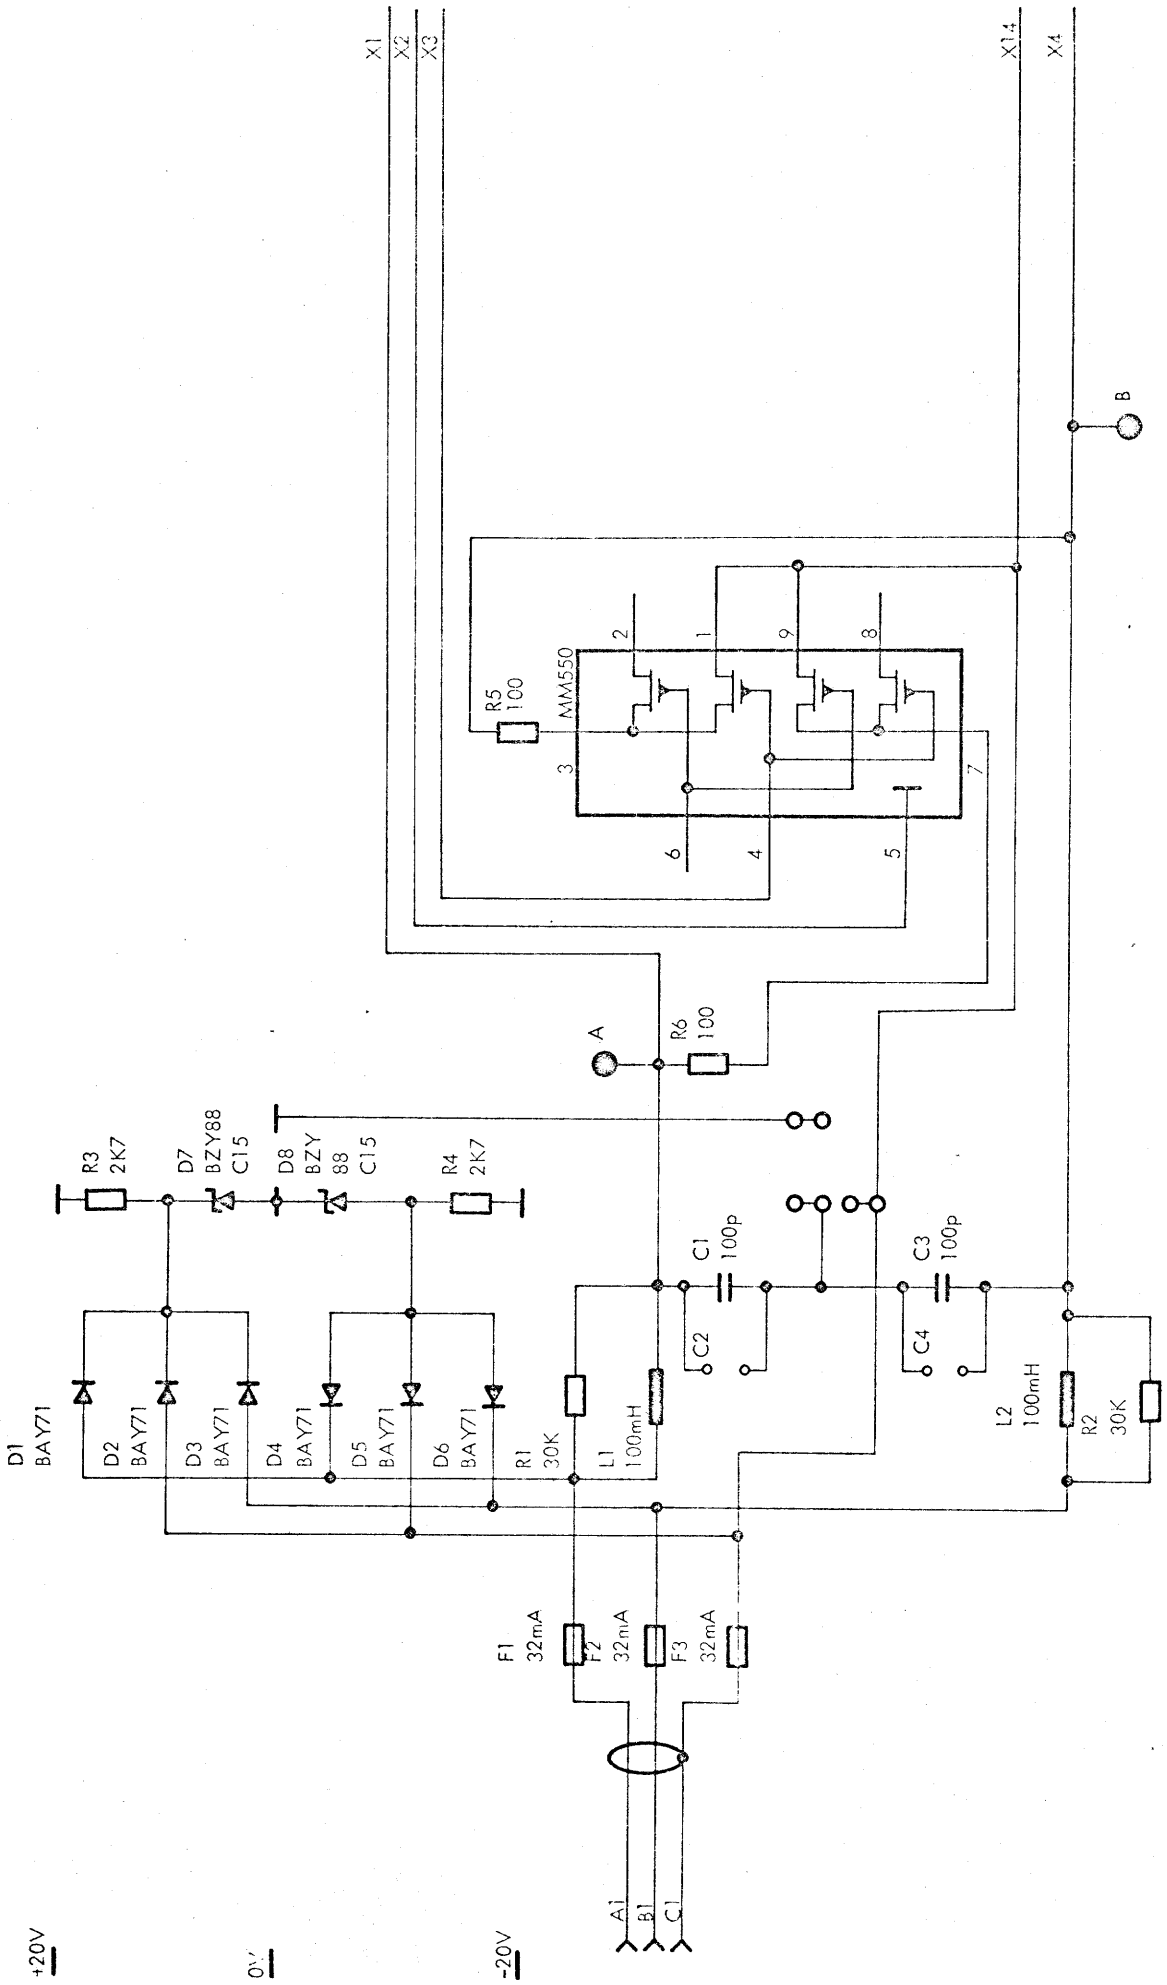 +20V
0V
-20V
D1
BAY71
D2
BAY71
D3
BAY71
D4
BAY71
D5
BAY71
D6
BAY71
R3
2K7
D7
BZY88
C15
D8
BZY
88
C15
R4
2K7
R1
30K
L1
100mH
F1
32mA
F2
32mA
F3
32mA
A1
B1
C1
C1
100p
C2
C3
100p
C4
L2
100mH
R2
30K
A
R6
100
R5
100
MM550
3
2
1
9
8
6
4
5
7
B
X1
X2
X3
X14
X4